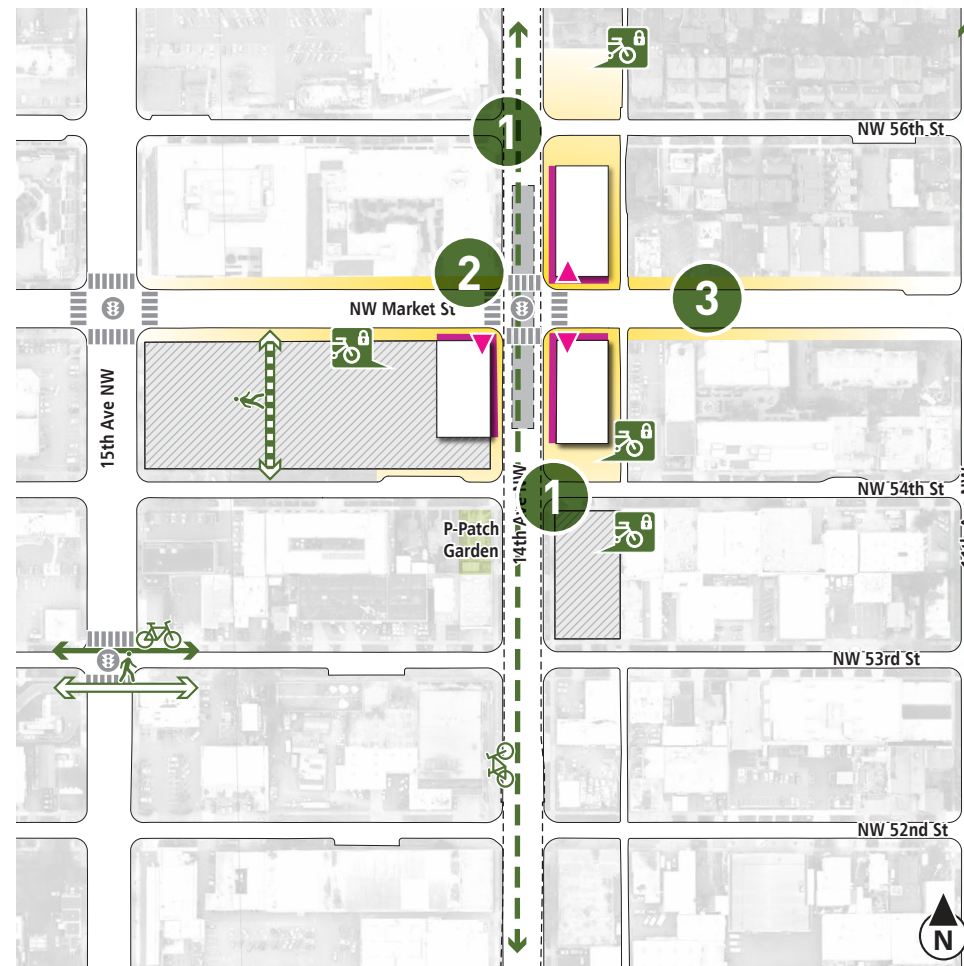 1
NW 56th St
2
3
NW Market St
15th Ave NW
NW 54th St
1
14th Ave NW
P-Patch
Garden
NW 53rd St
NW 52nd St
N